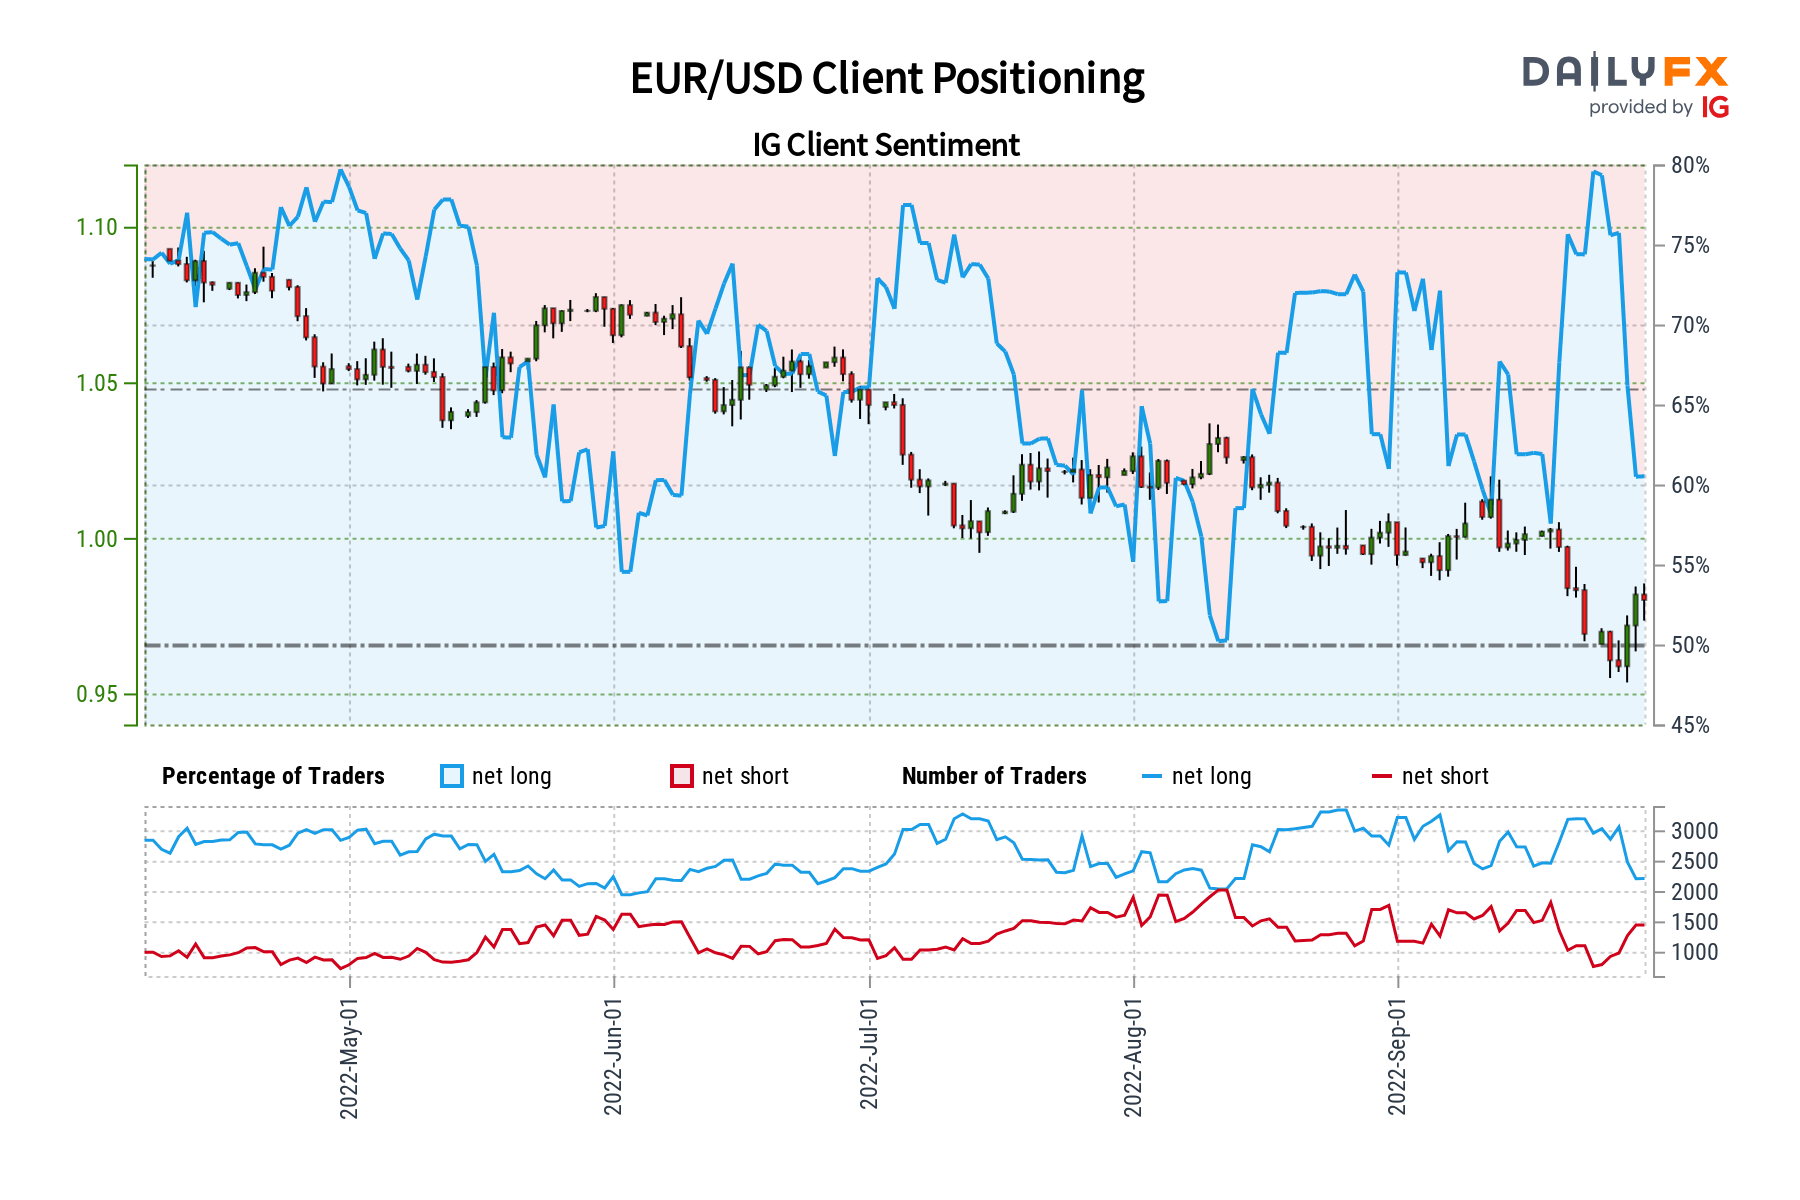 EUR/USD Client Positioning
DAILYFX
provided by IG
IG Client Sentiment
1.10
1.05
1.00
0.95
80%
75%
70%
65%
60%
55%
50%
45%
Percentage of Traders net long net short Number of Traders net long net short
3000
2500
2000
1500
1000
2022-May-01
2022-Jun-01
2022-Jul-01
2022-Aug-01
2022-Sep-01